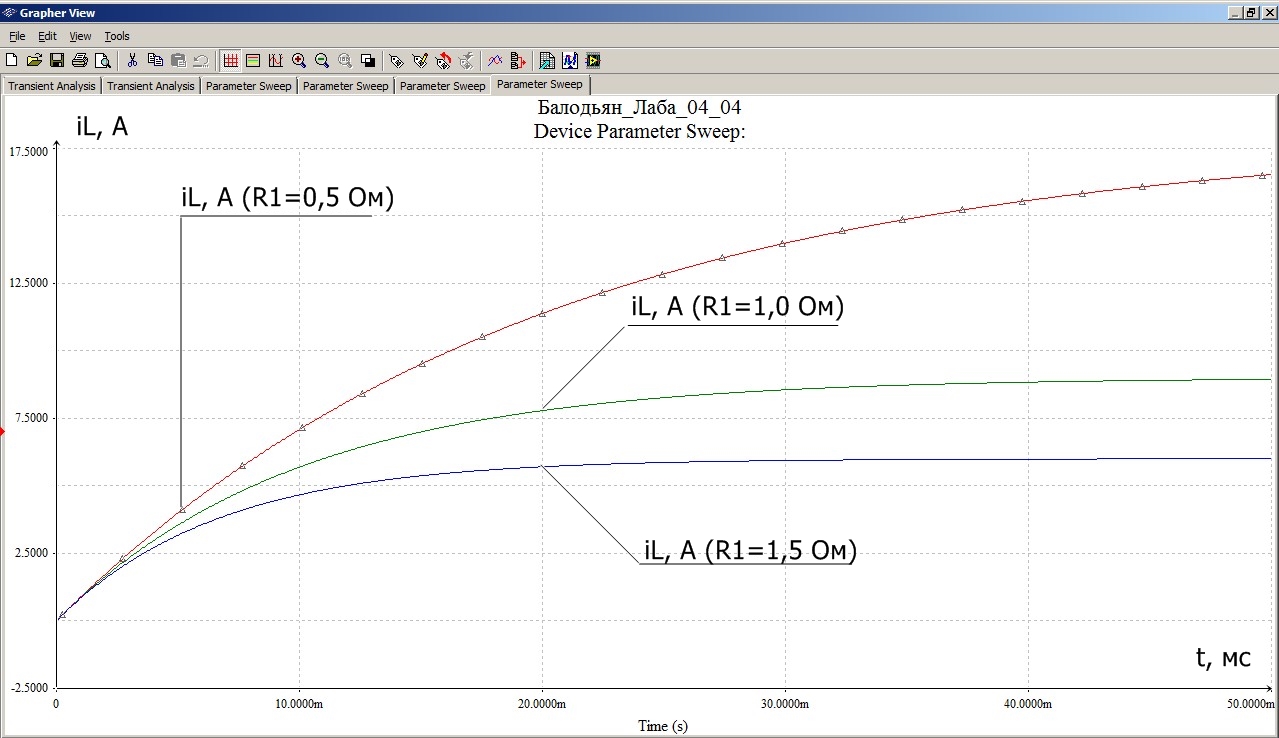 Grapher View
File Edit View Tools
Transient Analysis Transient Analysis Parameter Sweep Parameter Sweep Parameter Sweep Parameter Sweep
Балодьян_Лаба_04_04
Device Parameter Sweep:
iL, A
17.5000
iL, A (R1=0,5 Ом)
12.5000
iL, A (R1=1,0 Ом)
7.5000
iL, A (R1=1,5 Ом)
2.5000
t, мс
-2.5000
0 10.0000m 20.0000m 30.0000m 40.0000m 50.0000m
Time (s)